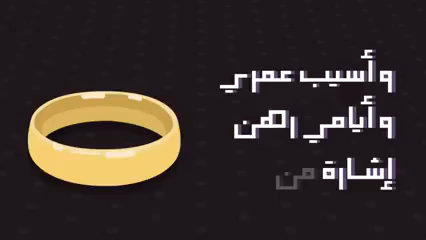 وأسيب عمري
وأيامي رهن
إشارة من